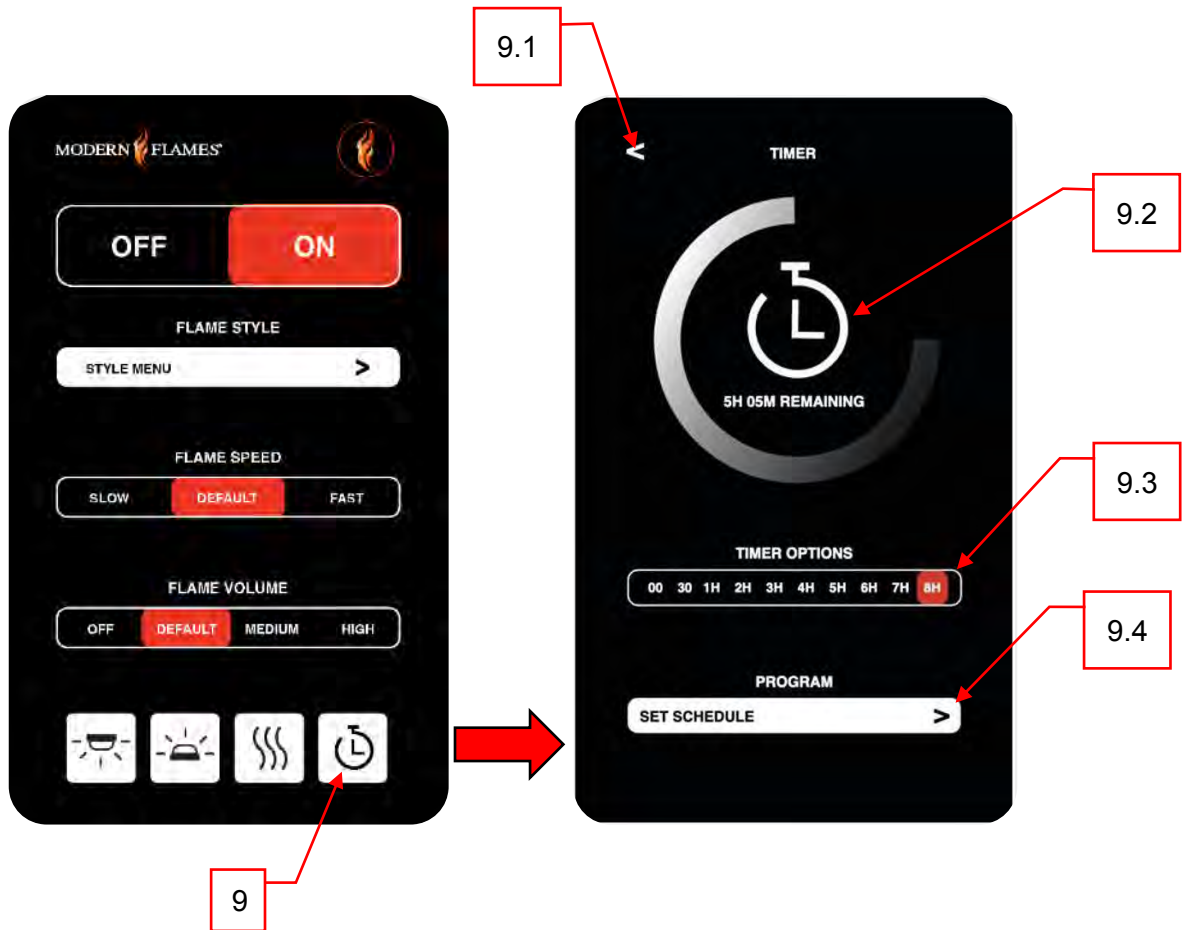 9.1
MODERN FLAMES®
OFF ON
FLAME STYLE
STYLE MENU >
FLAME SPEED
SLOW DEFAULT FAST
FLAME VOLUME
OFF DEFAULT MEDIUM HIGH
9
< TIMER
9.2
5H 05M REMAINING
9.3
TIMER OPTIONS
00 30 1H 2H 3H 4H 5H 6H 7H 8H
9.4
PROGRAM
SET SCHEDULE >